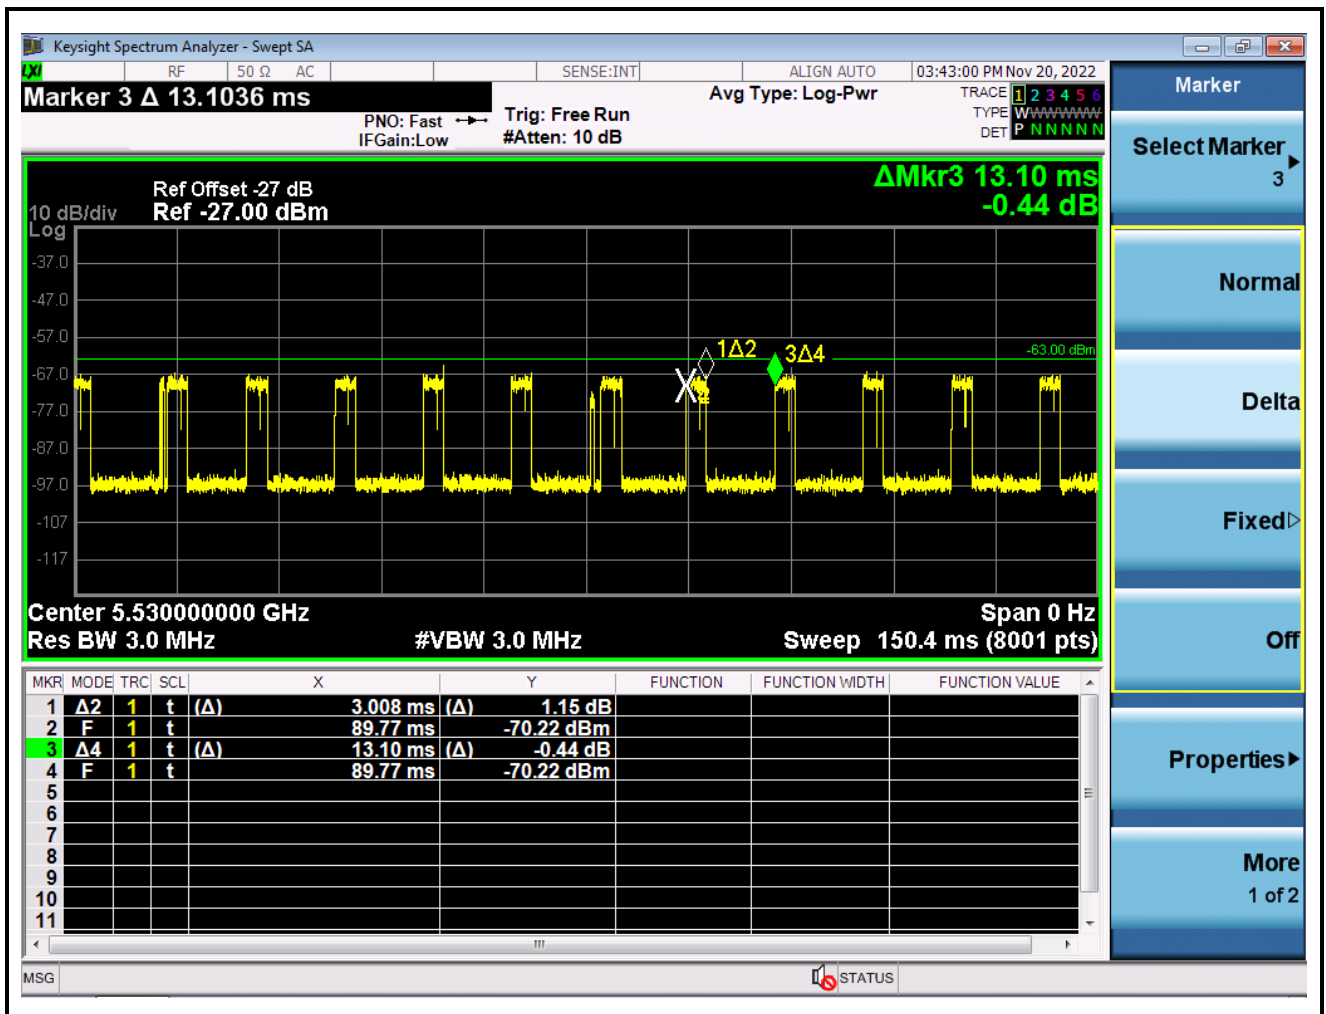 Keysight Spectrum Analyzer - Swept SA
LXI RF 50 Ω AC SENSE:INT ALIGN AUTO 03:43:00 PM Nov 20, 2022
Marker 3 Δ 13.1036 ms
PNO: Fast
IFGain:Low
Trig: Free Run
#Atten: 10 dB
Avg Type: Log-Pwr
TRACE 1 2 3 4 5 6
TYPE W
DET P N N N N N
ΔMkr3 13.10 ms
-0.44 dB
Ref Offset -27 dB
10 dB/div Ref -27.00 dBm
Log
-37.0
-47.0
-57.0
-67.0
-77.0
-87.0
-97.0
-107
-117
1Δ2
3Δ4
-63.00 dBm
2
Center 5.530000000 GHz Span 0 Hz
Res BW 3.0 MHz #VBW 3.0 MHz Sweep 150.4 ms (8001 pts)
MKR MODE TRC SCL X Y FUNCTION FUNCTION WIDTH FUNCTION VALUE
1 Δ2 1 t (Δ) 3.008 ms (Δ) 1.15 dB
2 F 1 t 89.77 ms -70.22 dBm
3 Δ4 1 t (Δ) 13.10 ms (Δ) -0.44 dB
4 F 1 t 89.77 ms -70.22 dBm
5
6
7
8
9
10
11
MSG STATUS
Marker
Select Marker
3
Normal
Delta
Fixed
Off
Properties
More
1 of 2